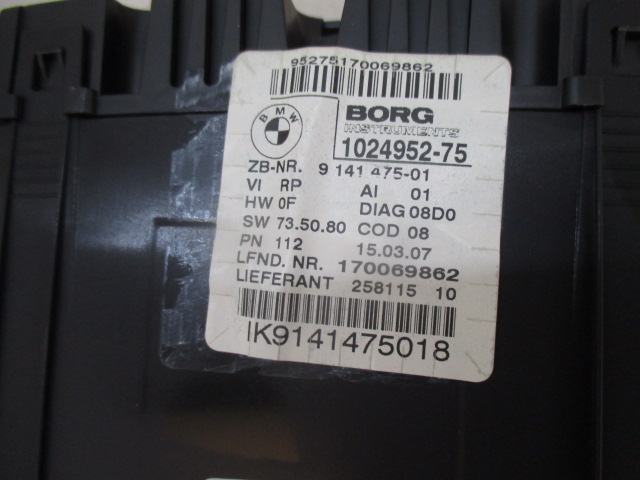 95275170069862
BMW
BORG
INSTRUMENTS
1024952-75
ZB-NR. 9 141 475-01
VI RP AI 01
HW 0F DIAG 08D0
SW 73.50.80 COD 08
PN 112 15.03.07
LFND. NR. 170069862
LIEFERANT 258115 10
IK9141475018